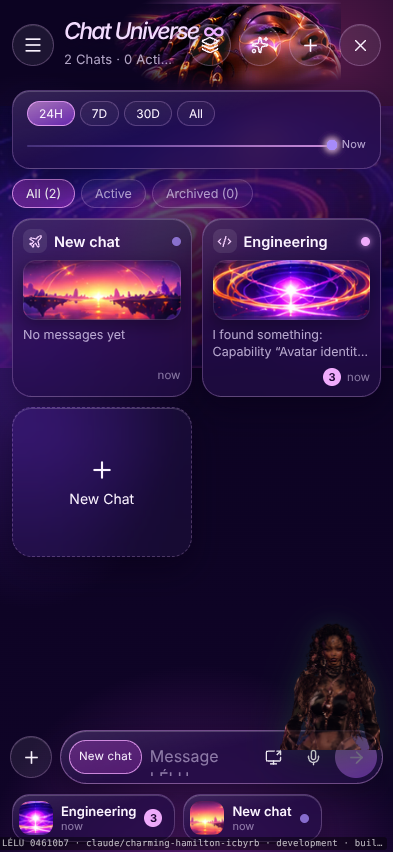 Chat Universe ∞
2 Chats · 0 Acti...
24H
7D
30D
All
Now
All (2)
Active
Archived (0)
New chat
No messages yet
now
Engineering
I found something:
Capability “Avatar identit...
3 now
New Chat
New chat
Message
Engineering
3
now
New chat
now
LÉLU 04610b7 · claude/charming-hamilton-icbyrb · development · buil…